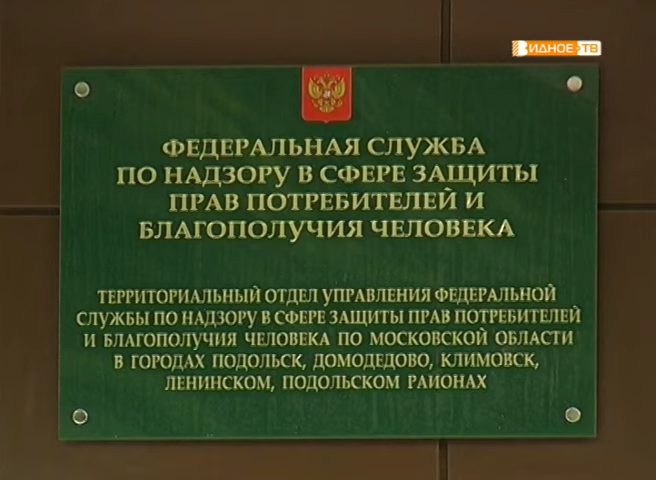 ВИДНОЕ-ТВ
ФЕДЕРАЛЬНАЯ СЛУЖБА
ПО НАДЗОРУ В СФЕРЕ ЗАЩИТЫ
ПРАВ ПОТРЕБИТЕЛЕЙ И
БЛАГОПОЛУЧИЯ ЧЕЛОВЕКА
ТЕРРИТОРИАЛЬНЫЙ ОТДЕЛ УПРАВЛЕНИЯ ФЕДЕРАЛЬНОЙ
СЛУЖБЫ ПО НАДЗОРУ В СФЕРЕ ЗАЩИТЫ ПРАВ ПОТРЕБИТЕЛЕЙ
И БЛАГОПОЛУЧИЯ ЧЕЛОВЕКА ПО МОСКОВСКОЙ ОБЛАСТИ
В ГОРОДАХ ПОДОЛЬСК, ДОМОДЕДОВО, КЛИМОВСК,
ЛЕНИНСКОМ, ПОДОЛЬСКОМ РАЙОНАХ